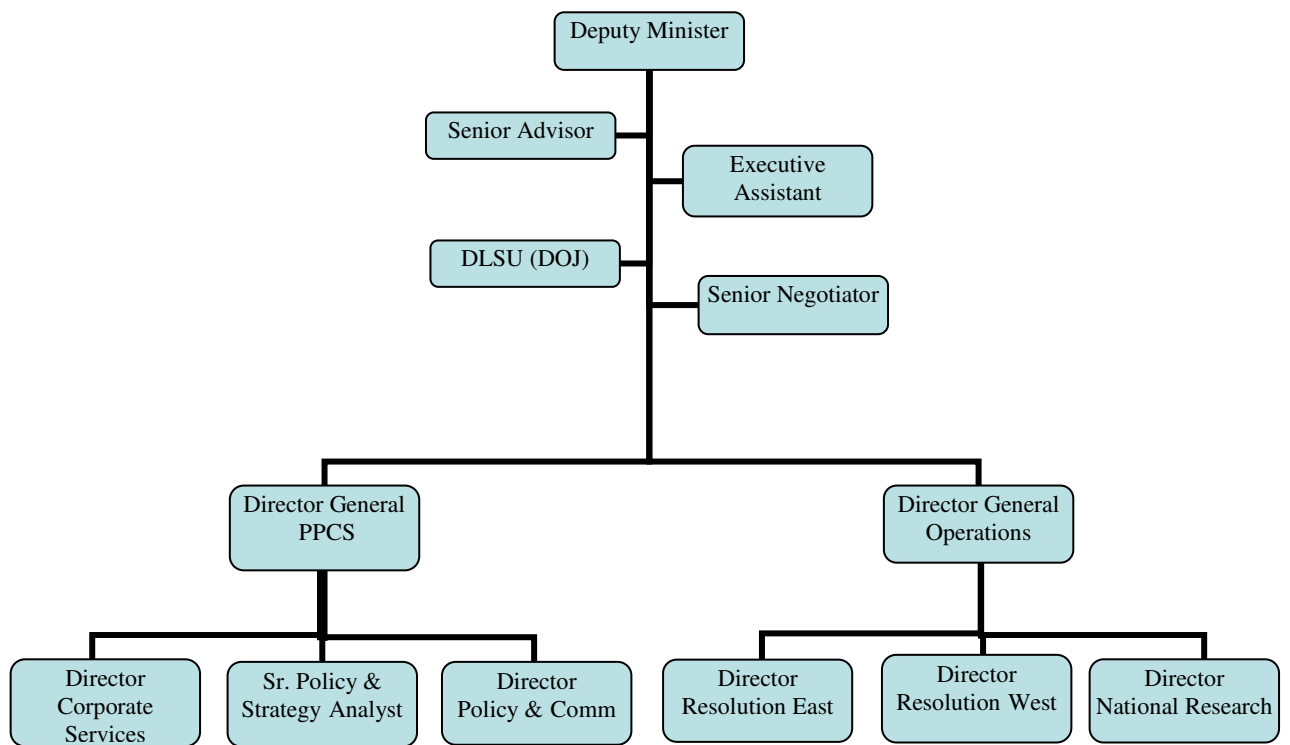 Deputy Minister
Senior Advisor
Executive
Assistant
DLSU (DOJ)
Senior Negotiator
Director General
PPCS
Director General
Operations
Director
Corporate
Services
Sr. Policy &
Strategy Analyst
Director
Policy & Comm
Director
Resolution East
Director
Resolution West
Director
National Research